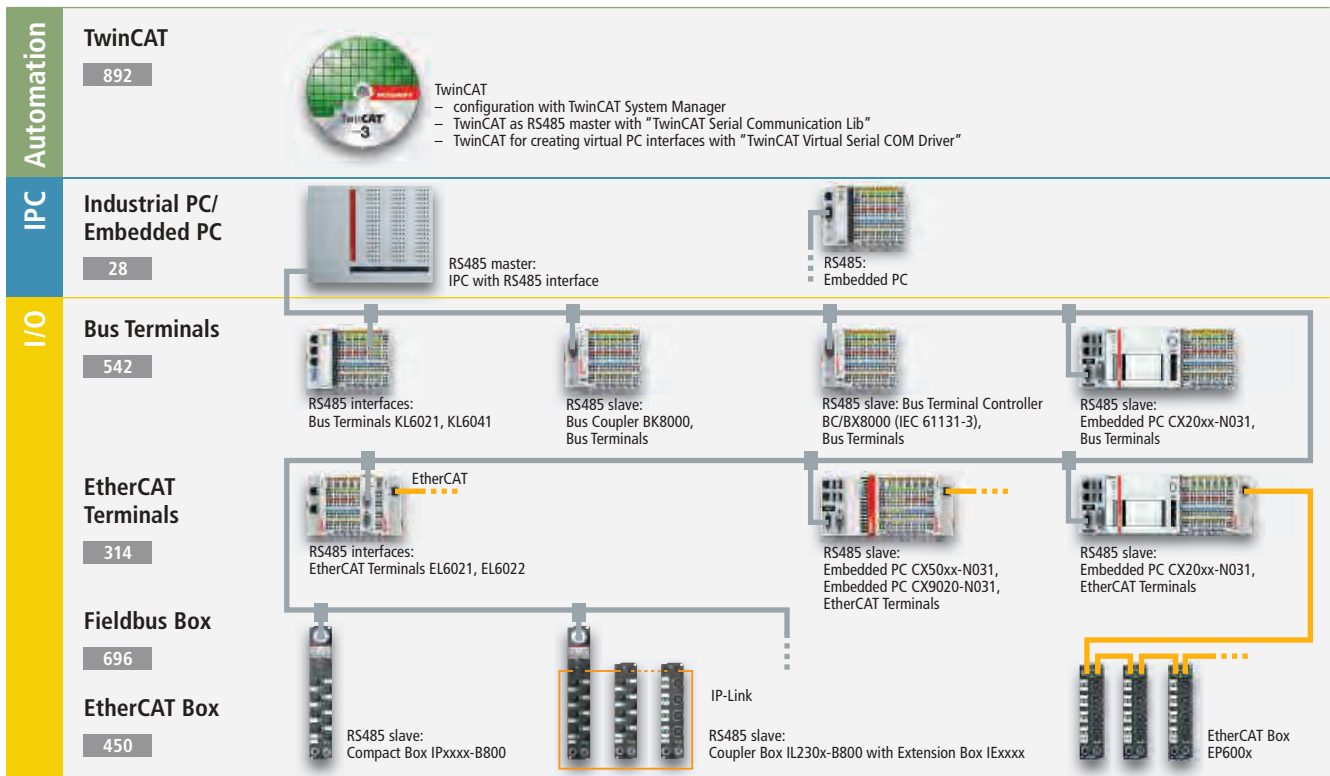 Automation
TwinCAT
892
TwinCAT
3
TwinCAT
– configuration with TwinCAT System Manager
– TwinCAT as RS485 master with “TwinCAT Serial Communication Lib”
– TwinCAT for creating virtual PC interfaces with “TwinCAT Virtual Serial COM Driver”
IPC
Industrial PC/
Embedded PC
28
RS485 master:
IPC with RS485 interface
RS485:
Embedded PC
I/O
Bus Terminals
542
RS485 interfaces:
Bus Terminals KL6021, KL6041
RS485 slave:
Bus Coupler BK8000,
Bus Terminals
RS485 slave: Bus Terminal Controller
BC/BX8000 (IEC 61131-3),
Bus Terminals
RS485 slave:
Embedded PC CX20xx-N031,
Bus Terminals
EtherCAT
Terminals
314
EtherCAT
RS485 interfaces:
EtherCAT Terminals EL6021, EL6022
RS485 slave:
Embedded PC CX50xx-N031,
Embedded PC CX9020-N031,
EtherCAT Terminals
RS485 slave:
Embedded PC CX20xx-N031,
EtherCAT Terminals
Fieldbus Box
696
EtherCAT Box
450
RS485 slave:
Compact Box IPxxxx-B800
IP-Link
RS485 slave:
Coupler Box IL230x-B800 with Extension Box IExxxx
EtherCAT Box
EP600x